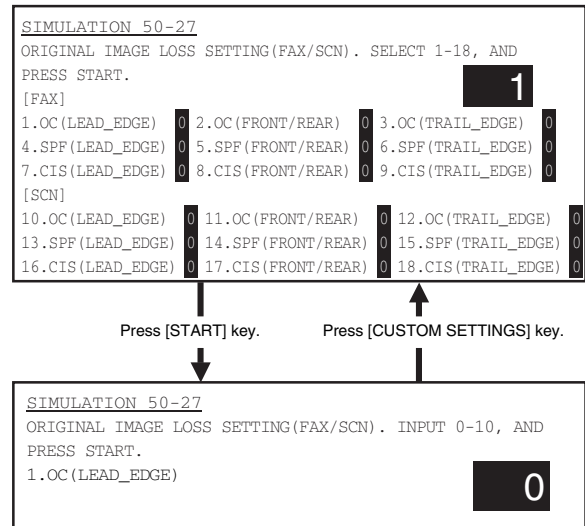 SIMULATION 50-27
ORIGINAL IMAGE LOSS SETTING(FAX/SCN). SELECT 1-18, AND
PRESS START.
1
[FAX]
1.OC(LEAD_EDGE) 0 2.OC(FRONT/REAR) 0 3.OC(TRAIL_EDGE) 0
4.SPF(LEAD_EDGE) 0 5.SPF(FRONT/REAR) 0 6.SPF(TRAIL_EDGE) 0
7.CIS(LEAD_EDGE) 0 8.CIS(FRONT/REAR) 0 9.CIS(TRAIL_EDGE) 0
[SCN]
10.OC(LEAD_EDGE) 0 11.OC(FRONT/REAR) 0 12.OC(TRAIL_EDGE) 0
13.SPF(LEAD_EDGE) 0 14.SPF(FRONT/REAR) 0 15.SPF(TRAIL_EDGE) 0
16.CIS(LEAD_EDGE) 0 17.CIS(FRONT/REAR) 0 18.CIS(TRAIL_EDGE) 0
Press [START] key. Press [CUSTOM SETTINGS] key.
SIMULATION 50-27
ORIGINAL IMAGE LOSS SETTING(FAX/SCN). INPUT 0-10, AND
PRESS START.
1.OC(LEAD_EDGE)
0